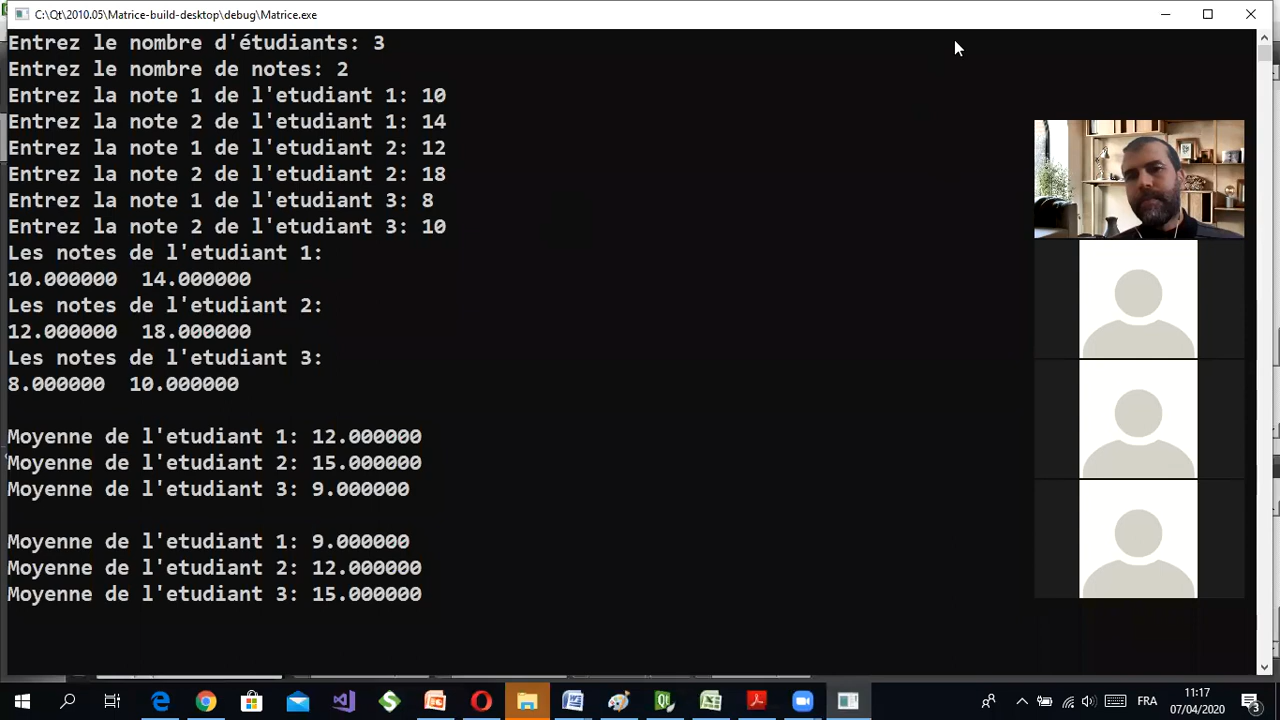 C:\Qt\2010.05\Matrice-build-desktop\debug\Matrice.exe
Entrez le nombre d'étudiants: 3
Entrez le nombre de notes: 2
Entrez la note 1 de l'etudiant 1: 10
Entrez la note 2 de l'etudiant 1: 14
Entrez la note 1 de l'etudiant 2: 12
Entrez la note 2 de l'etudiant 2: 18
Entrez la note 1 de l'etudiant 3: 8
Entrez la note 2 de l'etudiant 3: 10
Les notes de l'etudiant 1:
10.000000  14.000000
Les notes de l'etudiant 2:
12.000000  18.000000
Les notes de l'etudiant 3:
8.000000  10.000000
Moyenne de l'etudiant 1: 12.000000
Moyenne de l'etudiant 2: 15.000000
Moyenne de l'etudiant 3: 9.000000
Moyenne de l'etudiant 1: 9.000000
Moyenne de l'etudiant 2: 12.000000
Moyenne de l'etudiant 3: 15.000000
FRA
11:17
07/04/2020
3